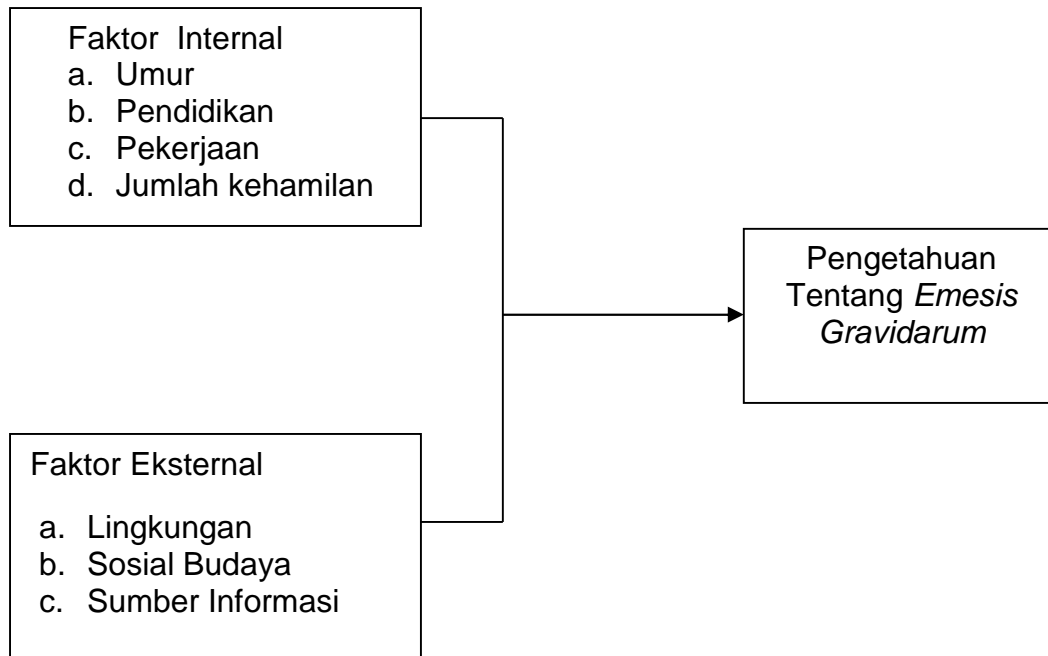 Faktor  Internal
a. Umur
b. Pendidikan
c. Pekerjaan
d. Jumlah kehamilan
Pengetahuan
Tentang Emesis
Gravidarum
Faktor Eksternal
a. Lingkungan
b. Sosial Budaya
c. Sumber Informasi